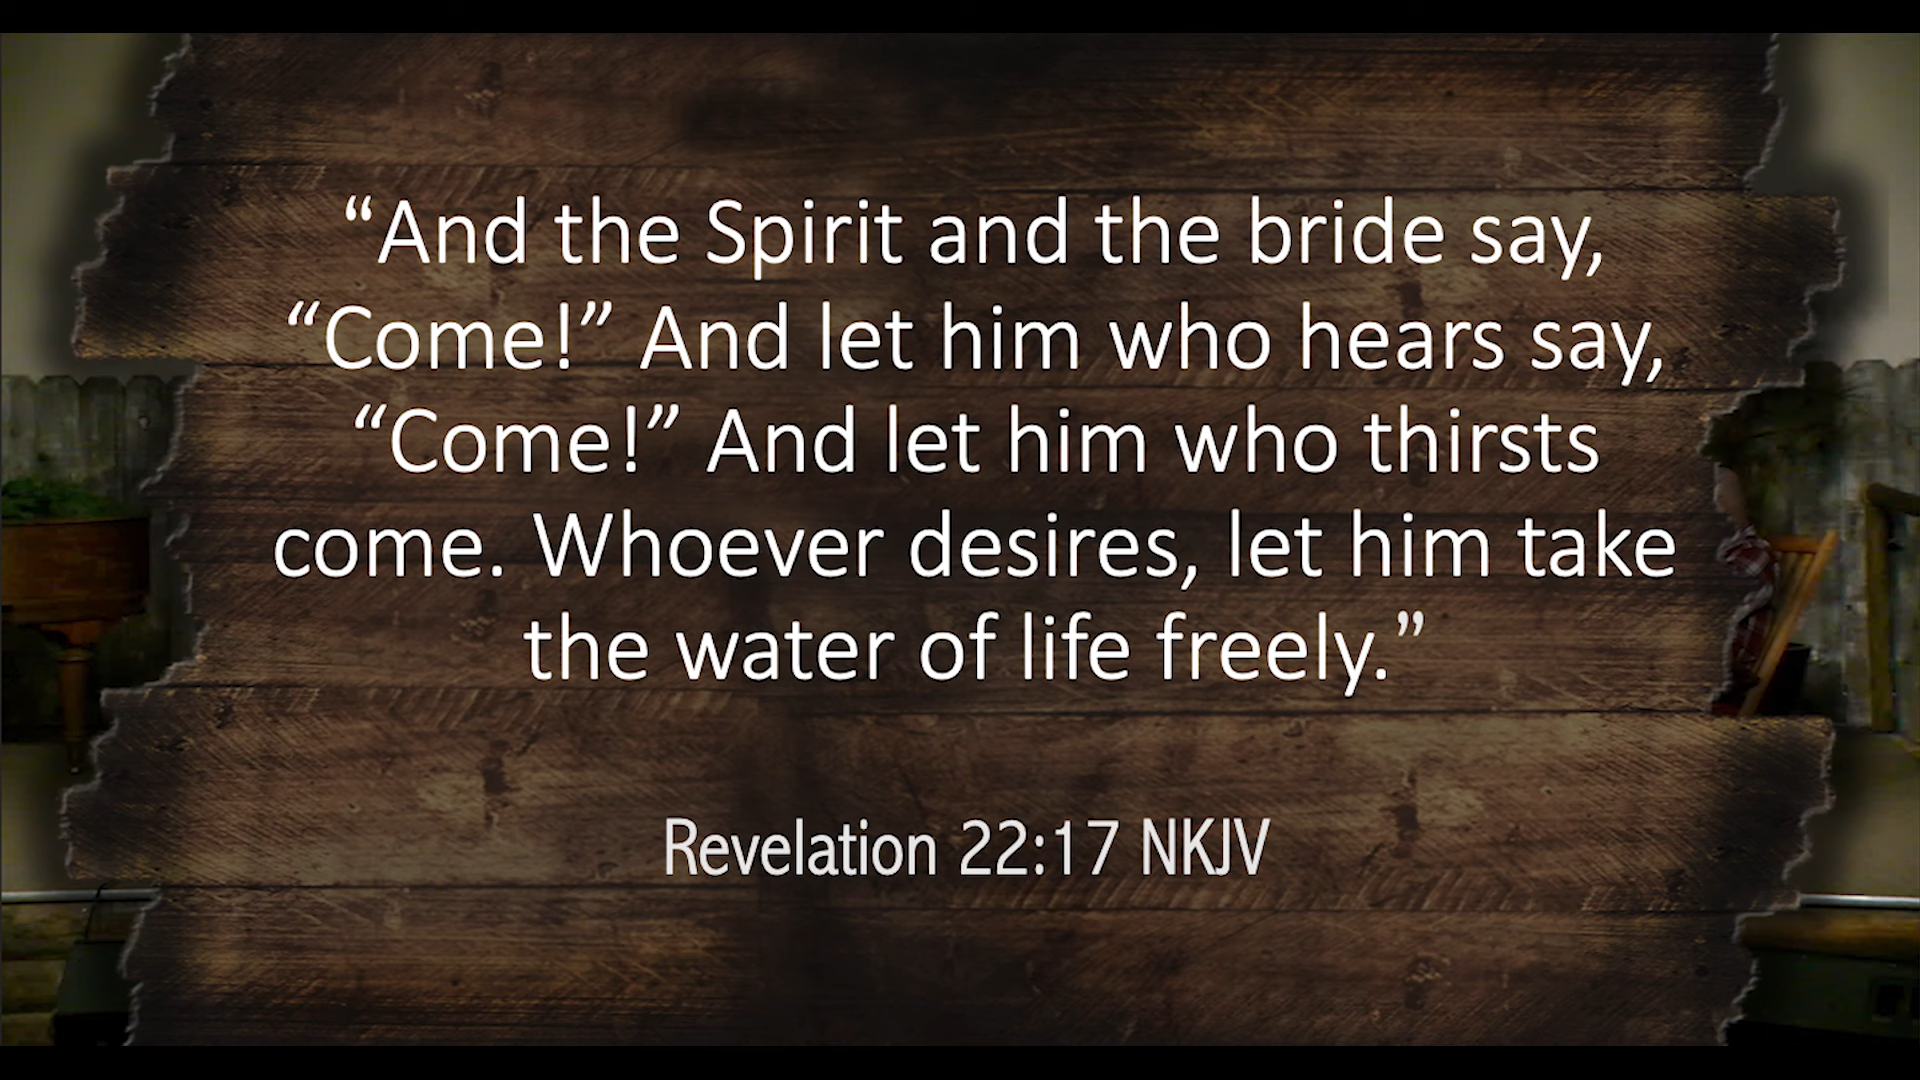 “And the Spirit and the bride say,
“Come!” And let him who hears say,
“Come!” And let him who thirsts
come. Whoever desires, let him take
the water of life freely.”
Revelation 22:17 NKJV